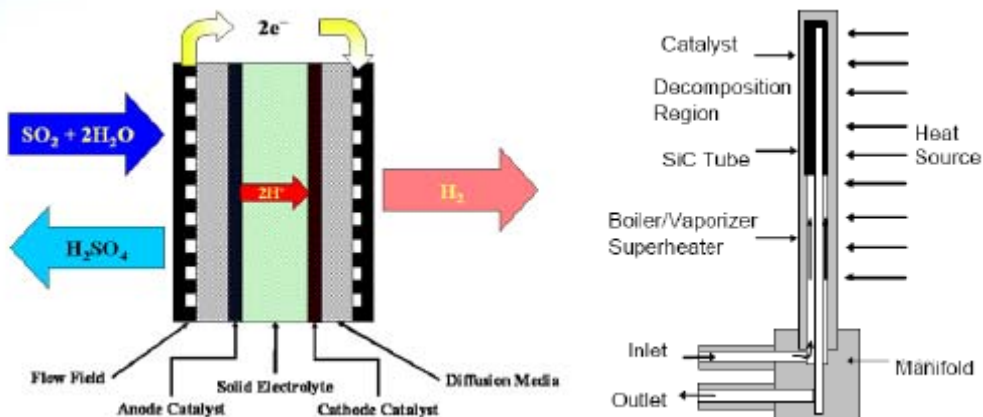 2e⁻
SO₂ + 2H₂O
2H⁺
H₂
H₂SO₄
Flow Field
Solid Electrolyte
Diffusion Media
Anode Catalyst
Cathode Catalyst
Catalyst
Decomposition
Region
SiC Tube
Heat
Source
Boiler/Vaporizer
Superheater
Inlet
Manifold
Outlet